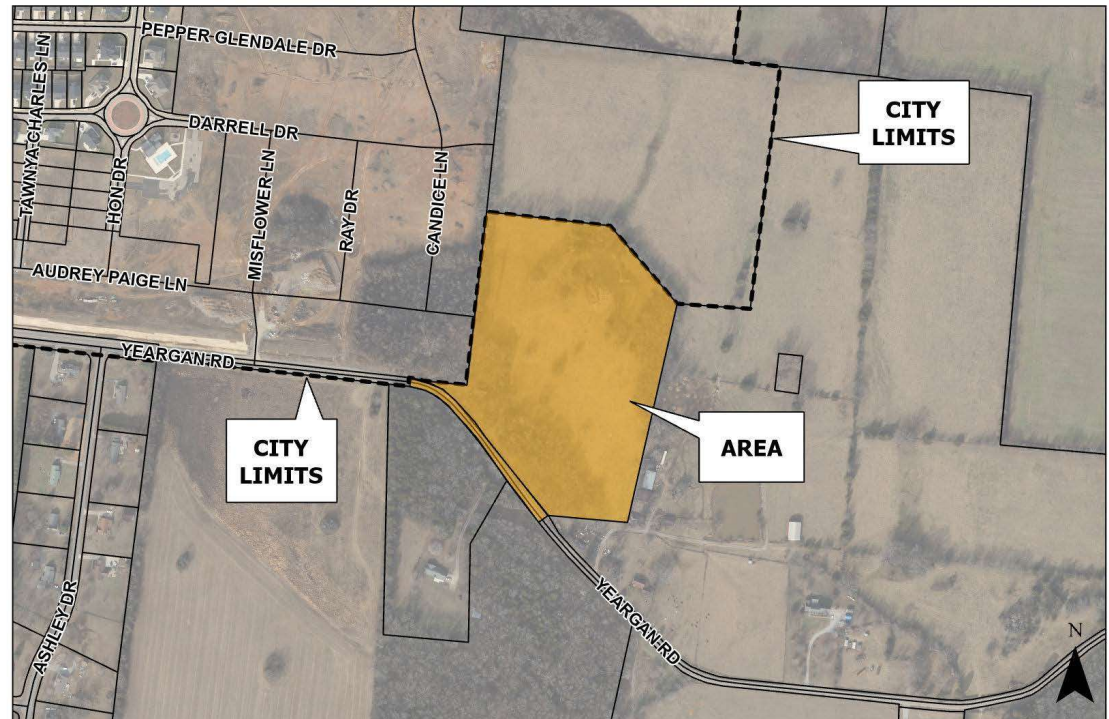 PEPPER GLENDALE DR
TAWNYA CHARLES LN
CITY
LIMITS
DARRELL DR
HON DR
MISFLOWER LN
RAY DR
CANDICE LN
AUDREY PAIGE LN
YEARGAN RD
CITY
LIMITS
AREA
ASHLEY DR
YEARGAN RD
N